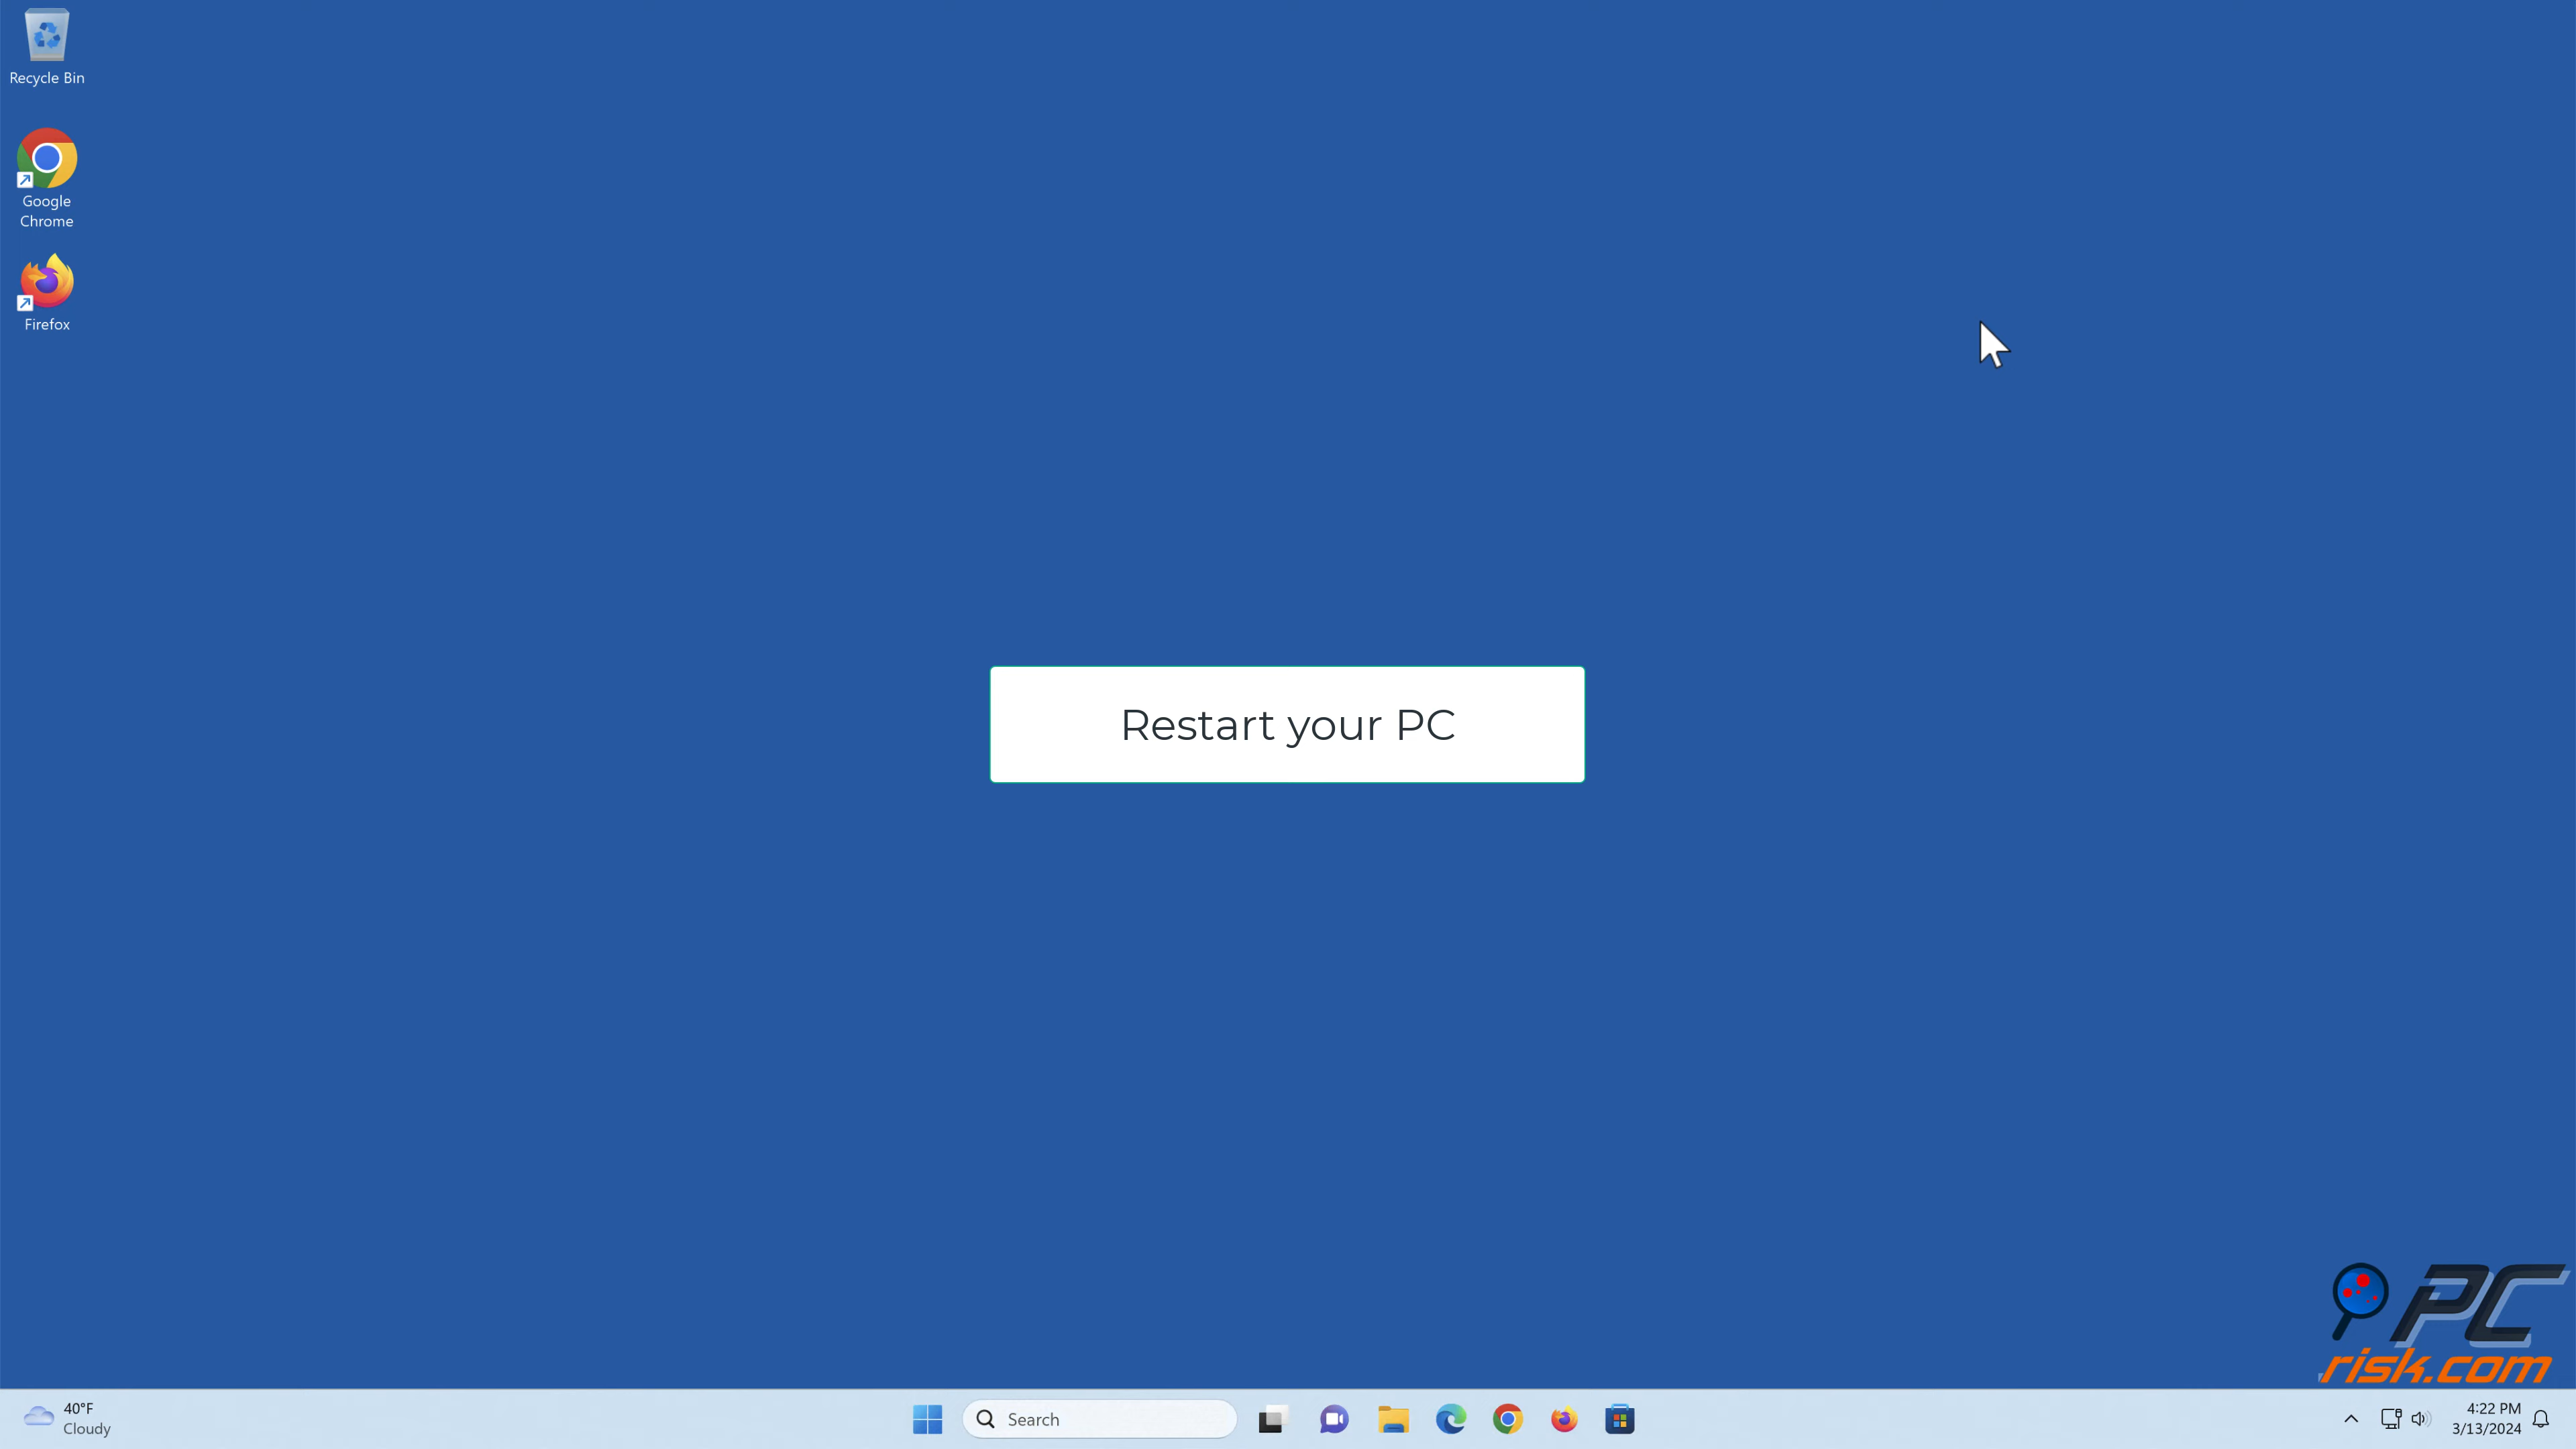 Recycle Bin
Google
Chrome
Firefox
Restart your PC
PC
risk.com
40°F
Cloudy
Search
4:22 PM
3/13/2024